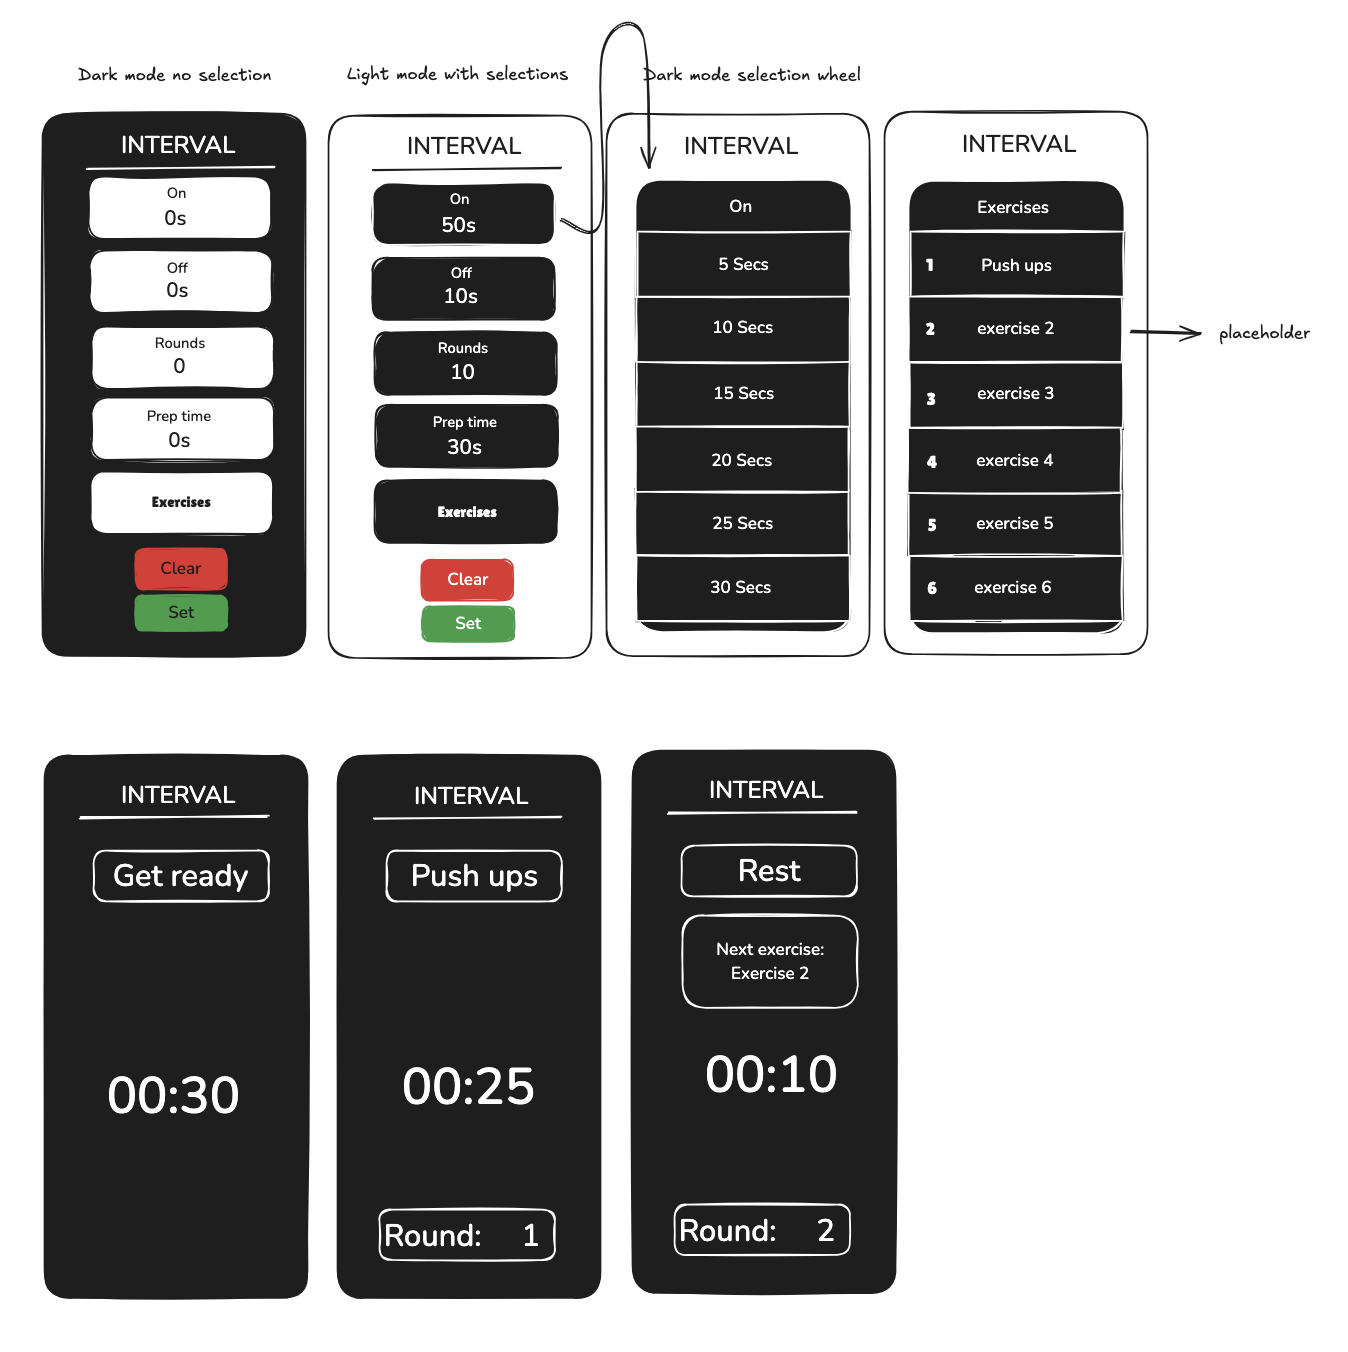 Dark mode no selection
INTERVAL
On
0s
Off
0s
Rounds
0
Prep time
0s
Exercises
Clear
Set
Light mode with selections
INTERVAL
On
50s
Off
10s
Rounds
10
Prep time
30s
Exercises
Clear
Set
Dark mode selection wheel
INTERVAL
On
5 Secs
10 Secs
15 Secs
20 Secs
25 Secs
30 Secs
INTERVAL
Exercises
1 Push ups
2 exercise 2
3 exercise 3
4 exercise 4
5 exercise 5
6 exercise 6
placeholder
INTERVAL
Get ready
00:30
INTERVAL
Push ups
00:25
Round: 1
INTERVAL
Rest
Next exercise:
Exercise 2
00:10
Round: 2